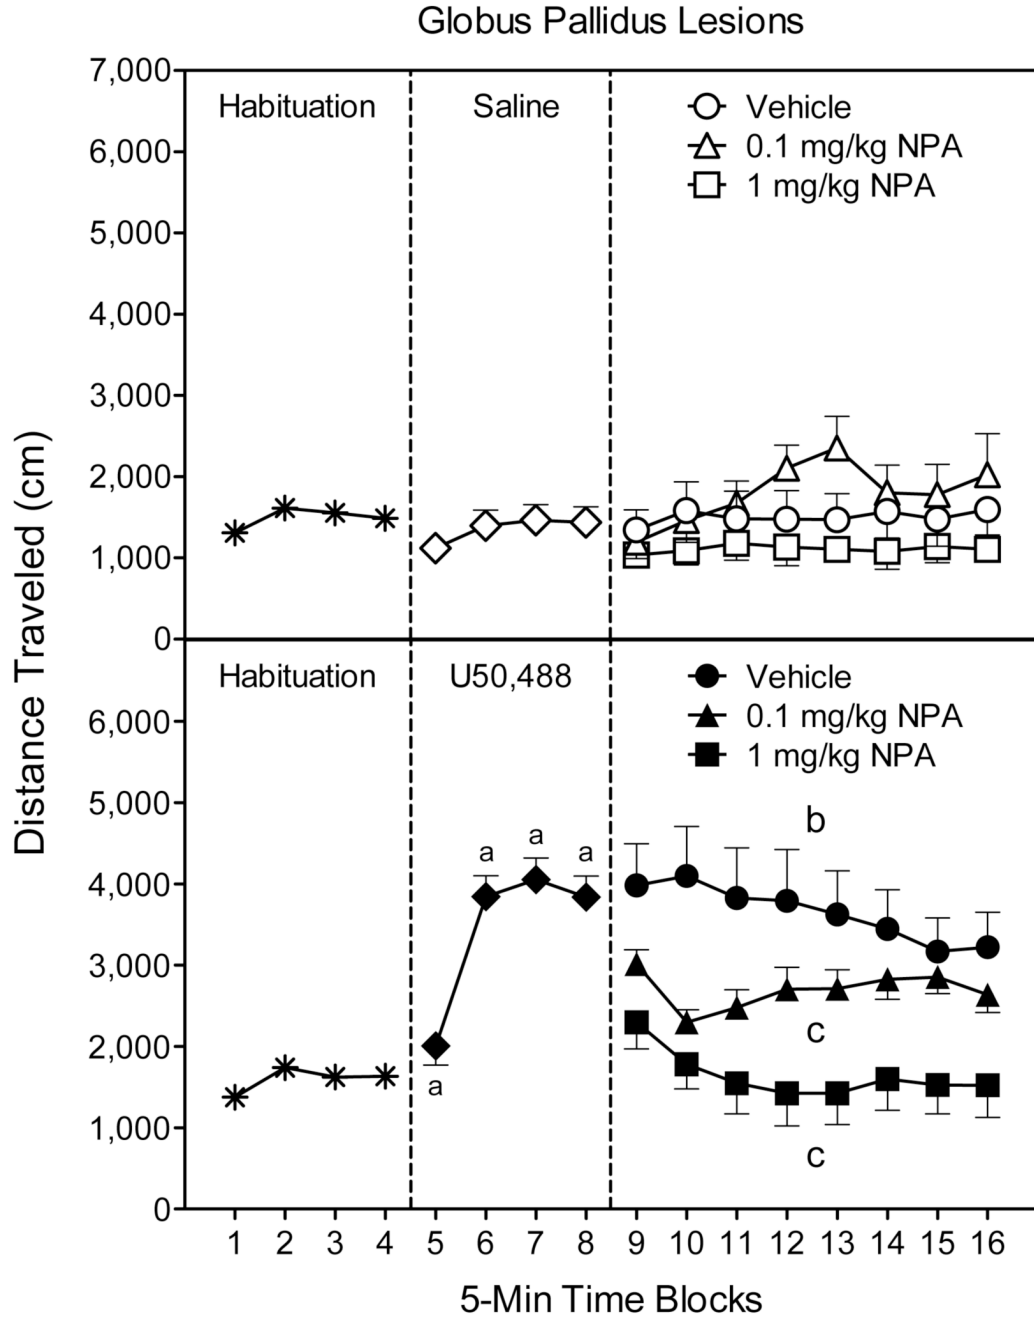 Globus Pallidus Lesions
7,000
6,000
5,000
4,000
3,000
2,000
1,000
0
Habituation
Saline
Vehicle
0.1 mg/kg NPA
1 mg/kg NPA
Distance Traveled (cm)
6,000
5,000
4,000
3,000
2,000
1,000
0
Habituation
U50,488
Vehicle
0.1 mg/kg NPA
1 mg/kg NPA
a
a
a
a
b
c
c
1 2 3 4 5 6 7 8 9 10 11 12 13 14 15 16
5-Min Time Blocks